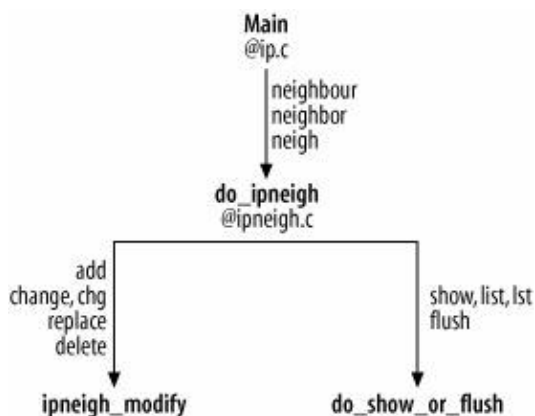 Main
@ip.c
neighbour
neighbor
neigh
do_ipneigh
@ipneigh.c
add
change, chg
replace
delete
show, list, lst
flush
ipneigh_modify
do_show_or_flush